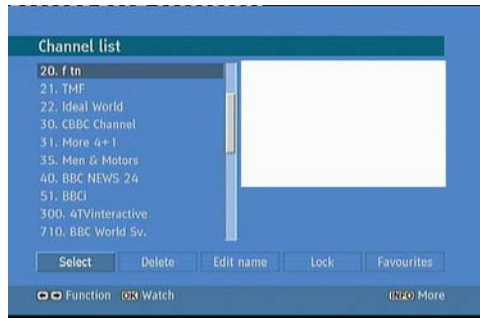 Channel list
20. f tn
21. TMF
22. Ideal World
30. CBBC Channel
31. More 4+1
35. Men & Motors
40. BBC NEWS 24
51. BBCi
300. 4TVinteractive
710. BBC World Sv.
Select Delete Edit name Lock Favourites
Function OK Watch INFO More